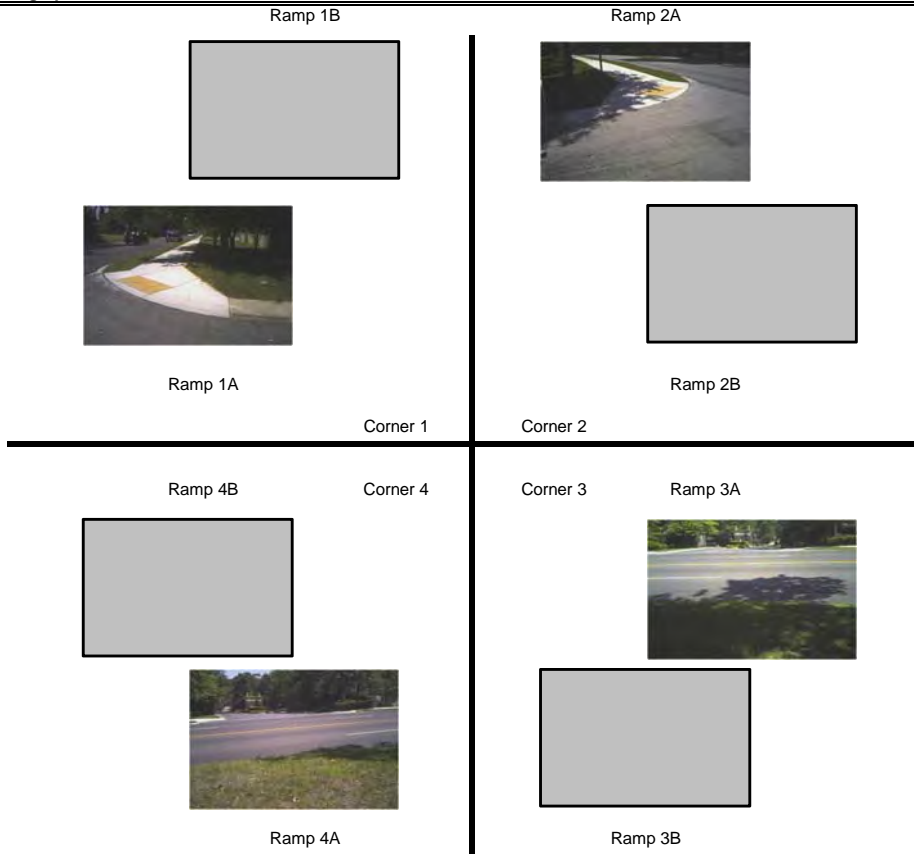 Ramp 1B Ramp 2A
Ramp 1A Ramp 2B
Corner 1 Corner 2
Ramp 4B Corner 4 Corner 3 Ramp 3A
Ramp 4A Ramp 3B